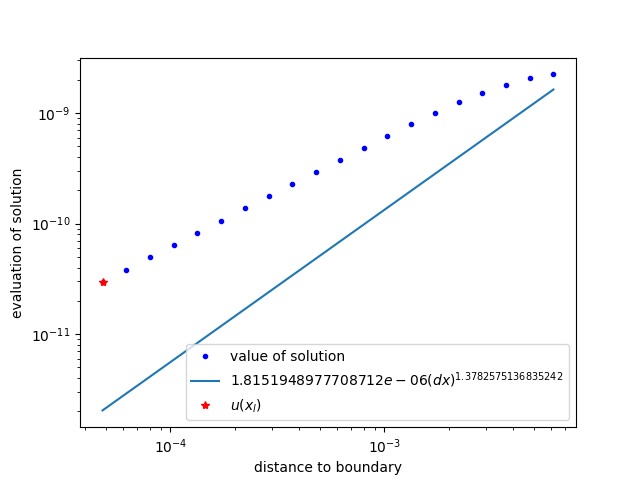 10⁻⁹
10⁻¹⁰
10⁻¹¹
evaluation of solution
value of solution
1.8151948977708712e − 06(dx)^1.3782575136835242
u(x_I)
10⁻⁴
10⁻³
distance to boundary